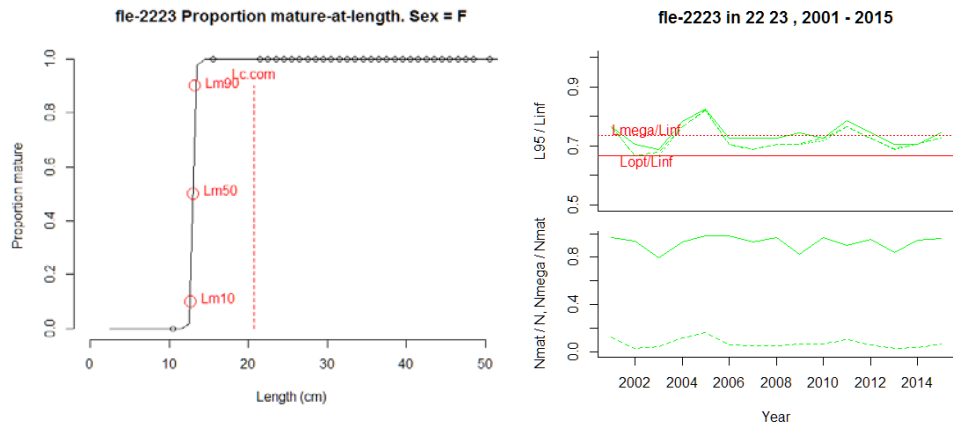 fle-2223 Proportion mature-at-length. Sex = F
Proportion mature
0.0 0.2 0.4 0.6 0.8 1.0
Lc.com
Lm90
Lm50
Lm10
0 10 20 30 40 50
Length (cm)
fle-2223 in 22 23 , 2001 - 2015
L95 / Linf
0.5 0.7 0.9
Lmega/Linf
Lopt/Linf
Nmat / N, Nmega / Nmat
0.0 0.4 0.8
2002 2004 2006 2008 2010 2012 2014
Year